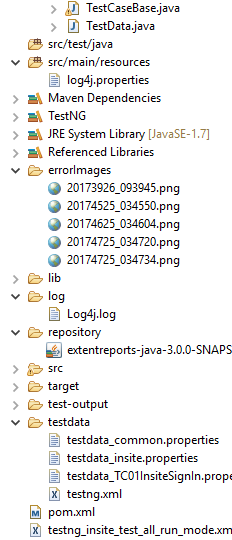 TestCaseBase.java
TestData.java
src/test/java
src/main/resources
log4j.properties
Maven Dependencies
TestNG
JRE System Library [JavaSE-1.7]
Referenced Libraries
errorImages
20173926_093945.png
20174525_034550.png
20174625_034604.png
20174725_034720.png
20174725_034734.png
lib
log
Log4j.log
repository
extentreports-java-3.0.0-SNAPS
src
target
test-output
testdata
testdata_common.properties
testdata_insite.properties
testdata_TC01InsiteSignIn.prope
testng.xml
pom.xml
testng_insite_test_all_run_mode.xm